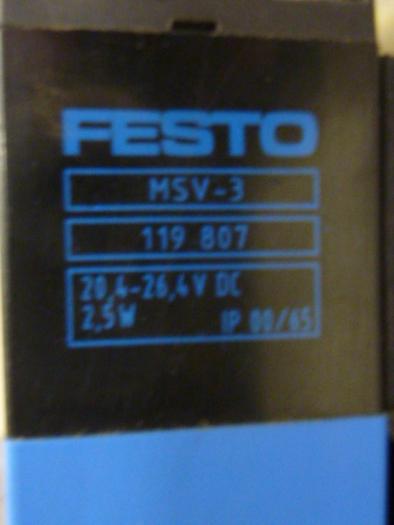 FESTO
MSV-3
119 807
20,4-26,4V DC
2,5W IP 00/65